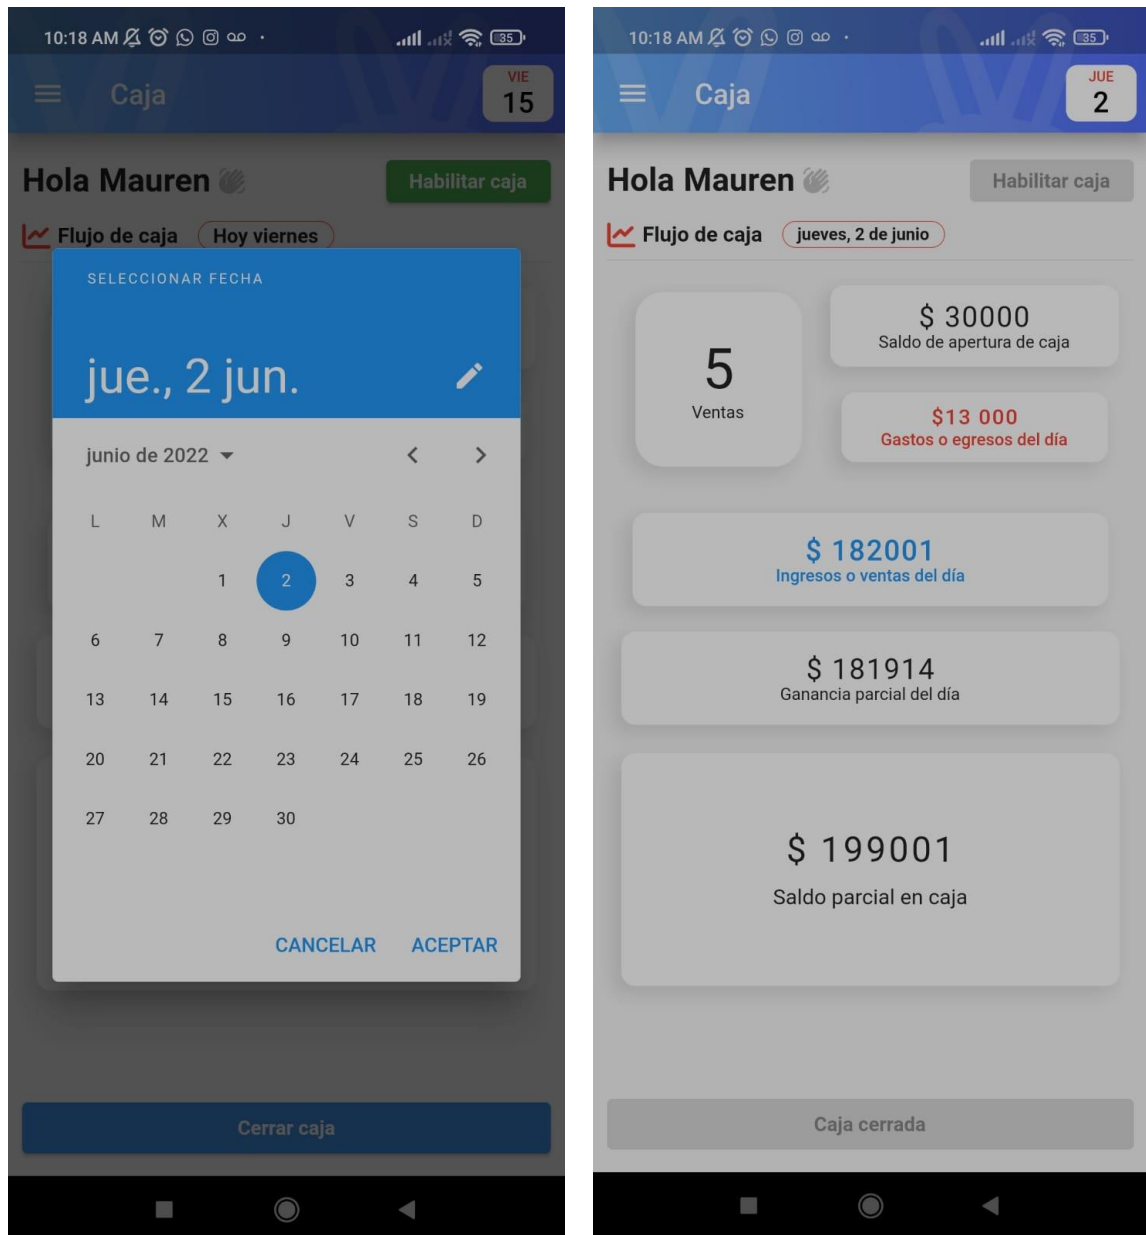 10:18 AM
35
Caja
VIE
15
Hola Mauren
Habilitar caja
Flujo de caja
Hoy viernes
SELECCIONAR FECHA
jue., 2 jun.
junio de 2022
L M X J V S D
1 2 3 4 5
6 7 8 9 10 11 12
13 14 15 16 17 18 19
20 21 22 23 24 25 26
27 28 29 30
CANCELAR ACEPTAR
Cerrar caja
10:18 AM
35
Caja
JUE
2
Hola Mauren
Habilitar caja
Flujo de caja
jueves, 2 de junio
5
Ventas
$ 30000
Saldo de apertura de caja
$13 000
Gastos o egresos del día
$ 182001
Ingresos o ventas del día
$ 181914
Ganancia parcial del día
$ 199001
Saldo parcial en caja
Caja cerrada